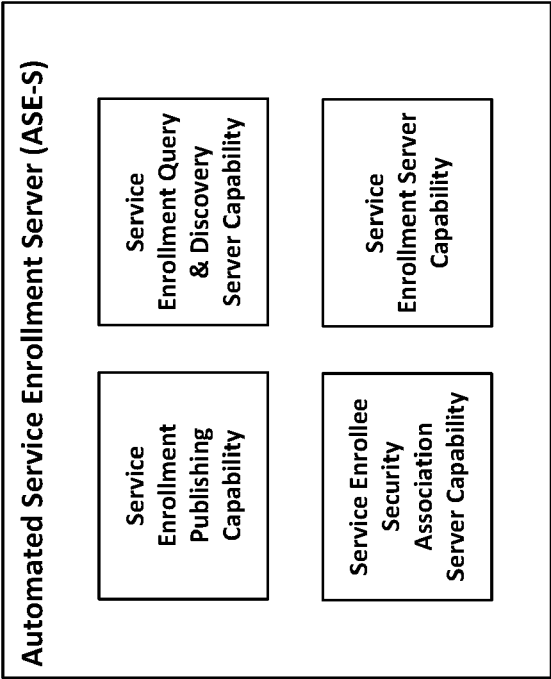 Automated Service Enrollment Server (ASE-S)
Service
Enrollment
Publishing
Capability
Service
Enrollment Query
& Discovery
Server Capability
Service Enrollee
Security
Association
Server Capability
Service
Enrollment Server
Capability